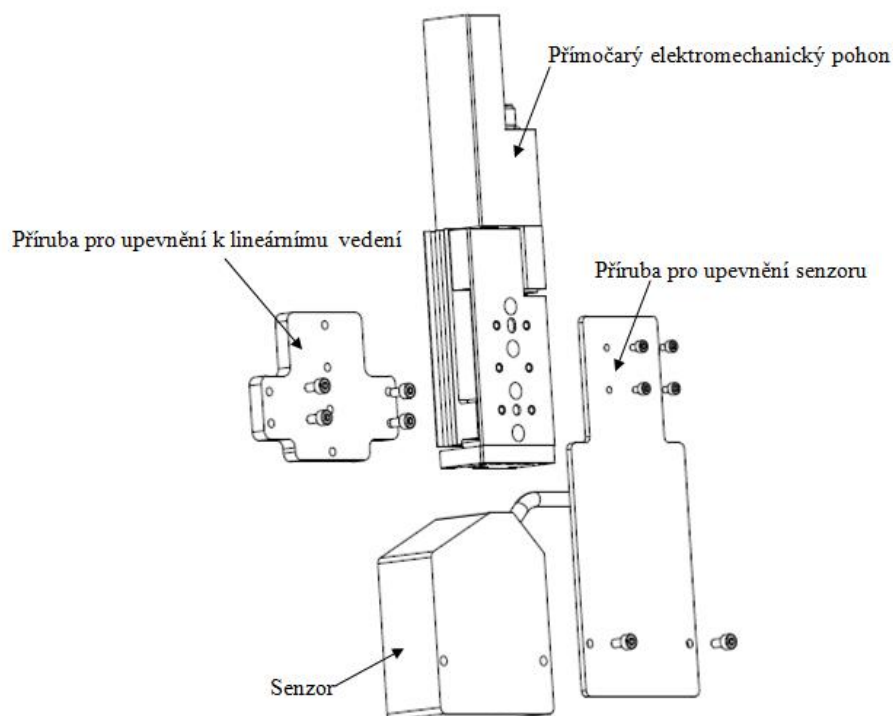 Přímočarý elektromechanický pohon
Příruba pro upevnění k lineárnímu vedení
Příruba pro upevnění senzoru
Senzor